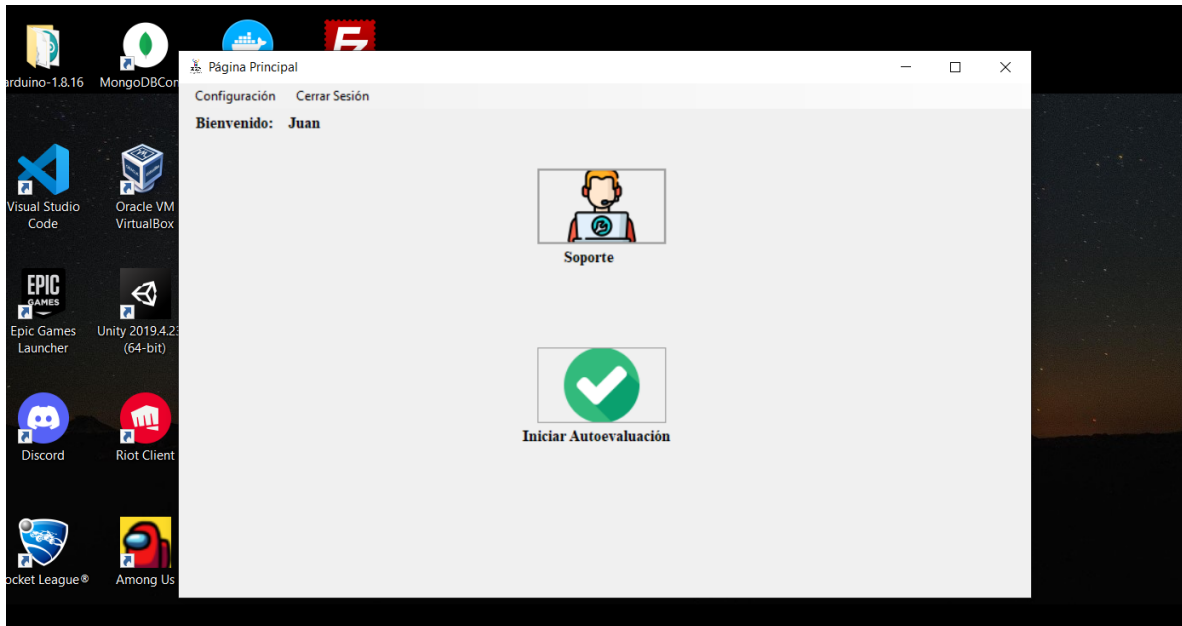 arduino-1.8.16
MongoDBCon
Página Principal
Configuración Cerrar Sesión
Bienvenido: Juan
Visual Studio
Code
Oracle VM
VirtualBox
Soporte
EPIC
GAMES
Epic Games
Launcher
Unity 2019.4.23
(64-bit)
Iniciar Autoevaluación
Discord
Riot Client
ocket League®
Among Us